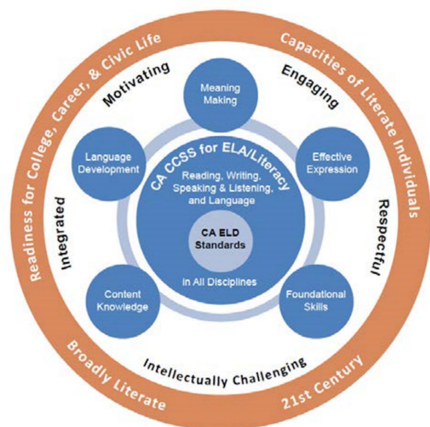 Readiness for College, Career, & Civic Life
Capacities of Literate Individuals
Motivating
Engaging
Meaning
Making
Language
Development
Effective
Expression
CA CCSS for ELA/Literacy
Reading, Writing,
Speaking & Listening,
and Language
CA ELD
Standards
in All Disciplines
Integrated
Respectful
Content
Knowledge
Foundational
Skills
Intellectually Challenging
Broadly Literate
21st Century